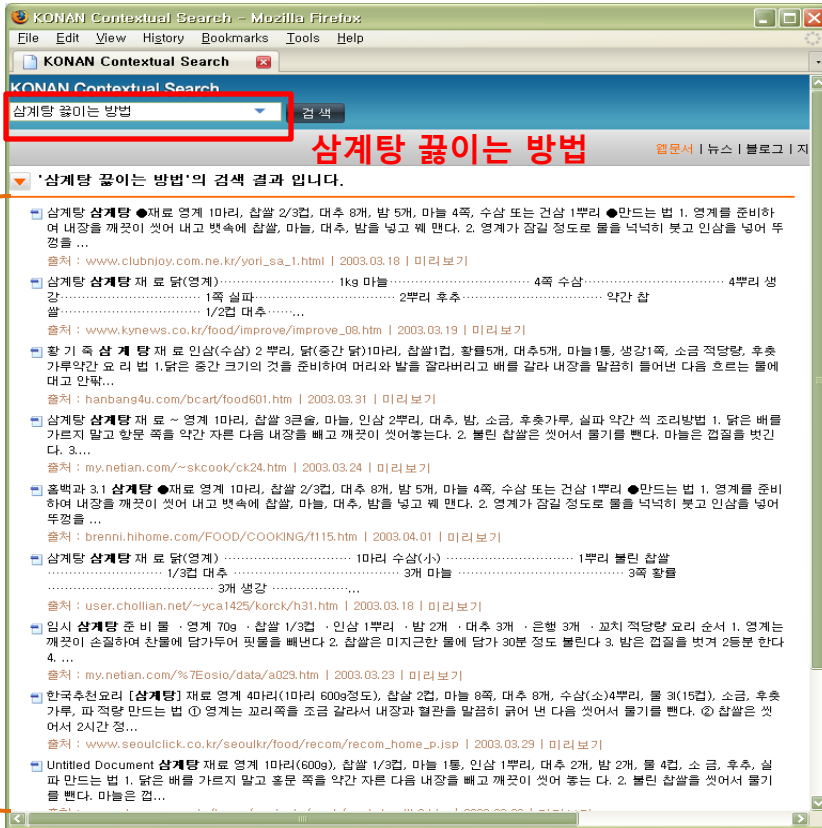 KONAN Contextual Search - Mozilla Firefox
File Edit View History Bookmarks Tools Help
KONAN Contextual Search
KONAN Contextual Search
삼계탕 끓이는 방법 검색
삼계탕 끓이는 방법
웹문서 | 뉴스 | 블로그 | 지
'삼계탕 끓이는 방법'의 검색 결과 입니다.
삼계탕 삼계탕 ●재료 영계 1마리, 찹쌀 2/3컵, 대추 8개, 밤 5개, 마늘 4쪽, 수삼 또는 건삼 1뿌리 ●만드는 법 1. 영계를 준비하
여 내장을 깨끗이 씻어 내고 뱃속에 찹쌀, 마늘, 대추, 밤을 넣고 꿰 맨다. 2. 영계가 잠길 정도로 물을 넉넉히 붓고 인삼을 넣어 뚜
껑을 ...
출처 : www.clubnjoy.com.ne.kr/yori_sa_1.html | 2003.03.18 | 미리보기
삼계탕 삼계탕 재 료 닭(영계)·························· 1kg 마늘································ 4쪽 수삼································ 4뿌리 생
강································ 1쪽 실파································ 2뿌리 후추································ 약간 찹
쌀································ 1/2컵 대추······...
출처 : www.kynews.co.kr/food/improve/improve_08.htm | 2003.03.19 | 미리보기
황 기 죽 삼 계 탕 재 료 인삼(수삼) 2 뿌리, 닭(중간 닭)1마리, 찹쌀1컵, 황률5개, 대추5개, 마늘1통, 생강1쪽, 소금 적당량, 후춧
가루약간 요 리 법 1.닭은 중간 크기의 것을 준비하여 머리와 발을 잘라버리고 배를 갈라 내장을 말끔히 들어낸 다음 흐르는 물에
대고 안팎...
출처 : hanbang4u.com/bcart/food601.htm | 2003.03.31 | 미리보기
삼계탕 삼계탕 재 료 ~ 영계 1마리, 찹쌀 3큰술, 마늘, 인삼 2뿌리, 대추, 밤, 소금, 후춧가루, 실파 약간 씩 조리방법 1. 닭은 배를
가르지 말고 항문 쪽을 약간 자른 다음 내장을 빼고 깨끗이 씻어놓는다. 2. 불린 찹쌀은 씻어서 물기를 뺀다. 마늘은 껍질을 벗긴
다. 3....
출처 : my.netian.com/~skcook/ck24.htm | 2003.03.24 | 미리보기
홈백과 3.1 삼계탕 ●재료 영계 1마리, 찹쌀 2/3컵, 대추 8개, 밤 5개, 마늘 4쪽, 수삼 또는 건삼 1뿌리 ●만드는 법 1. 영계를 준비
하여 내장을 깨끗이 씻어 내고 뱃속에 찹쌀, 마늘, 대추, 밤을 넣고 꿰 맨다. 2. 영계가 잠길 정도로 물을 넉넉히 붓고 인삼을 넣어
뚜껑을 ...
출처 : brenni.hihome.com/FOOD/COOKING/f115.htm | 2003.04.01 | 미리보기
삼계탕 삼계탕 재 료 닭(영계) ···························· 1마리 수삼(小) ···························· 1뿌리 불린 찹쌀
································ 1/3컵 대추 ································ 3개 마늘 ································ 3쪽 황률
································ 3개 생강 ··················...
출처 : user.chollian.net/~yca1425/korck/h31.htm | 2003.03.18 | 미리보기
임시 삼계탕 준 비 물 ·영계 70g ·찹쌀 1/3컵 ·인삼 1뿌리 ·밤 2개 ·대추 3개 ·은행 3개 ·꼬치 적당량 요리 순서 1. 영계는
깨끗이 손질하여 찬물에 담가두어 핏물을 빼낸다 2. 찹쌀은 미지근한 물에 담가 30분 정도 불린다 3. 밤은 껍질을 벗겨 2등분 한다
4. ...
출처 : my.netian.com/%7Eosio/data/a029.htm | 2003.03.23 | 미리보기
한국추천요리 [삼계탕] 재료 영계 4마리(1마리 600g정도), 찹살 2컵, 마늘 8쪽, 대추 8개, 수삼(소)4뿌리, 물 3l(15컵), 소금, 후춧
가루, 파 적량 만드는 법 ① 영계는 꼬리쪽을 조금 갈라서 내장과 혈관을 말끔히 긁어 낸 다음 씻어서 물기를 뺀다. ② 찹쌀은 씻
어서 2시간 정...
출처 : www.seoulclick.co.kr/seoulkr/food/recom/recom_home_p.jsp | 2003.03.29 | 미리보기
Untitled Document 삼계탕 재료 영계 1마리(600g), 찹쌀 1/3컵, 마늘 1통, 인삼 1뿌리, 대추 2개, 밤 2개, 물 4컵, 소 금, 후추, 실
파 만드는 법 1. 닭은 배를 가르지 말고 홍문 쪽을 약간 자른 다음 내장을 빼고 깨끗이 씻어 놓는 다. 2. 불린 찹쌀을 씻어서 물기
를 뺀다. 마늘은 껍...